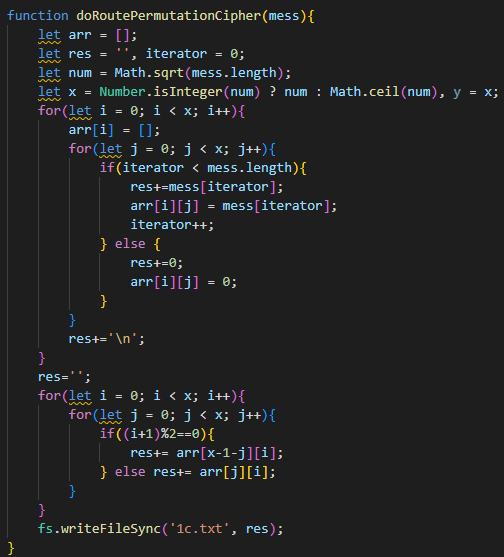 function doRoutePermutationCipher(mess){
    let arr = [];
    let res = '', iterator = 0;
    let num = Math.sqrt(mess.length);
    let x = Number.isInteger(num) ? num : Math.ceil(num), y = x;
    for(let i = 0; i < x; i++){
        arr[i] = [];
        for(let j = 0; j < x; j++){
            if(iterator < mess.length){
                res+=mess[iterator];
                arr[i][j] = mess[iterator];
                iterator++;
            } else {
                res+=0;
                arr[i][j] = 0;
            }
        }
        res+='\n';
    }
    res='';
    for(let i = 0; i < x; i++){
        for(let j = 0; j < x; j++){
            if((i+1)%2==0){
                res+= arr[x-1-j][i];
            } else res+= arr[j][i];
        }
    }
    fs.writeFileSync('1c.txt', res);
}